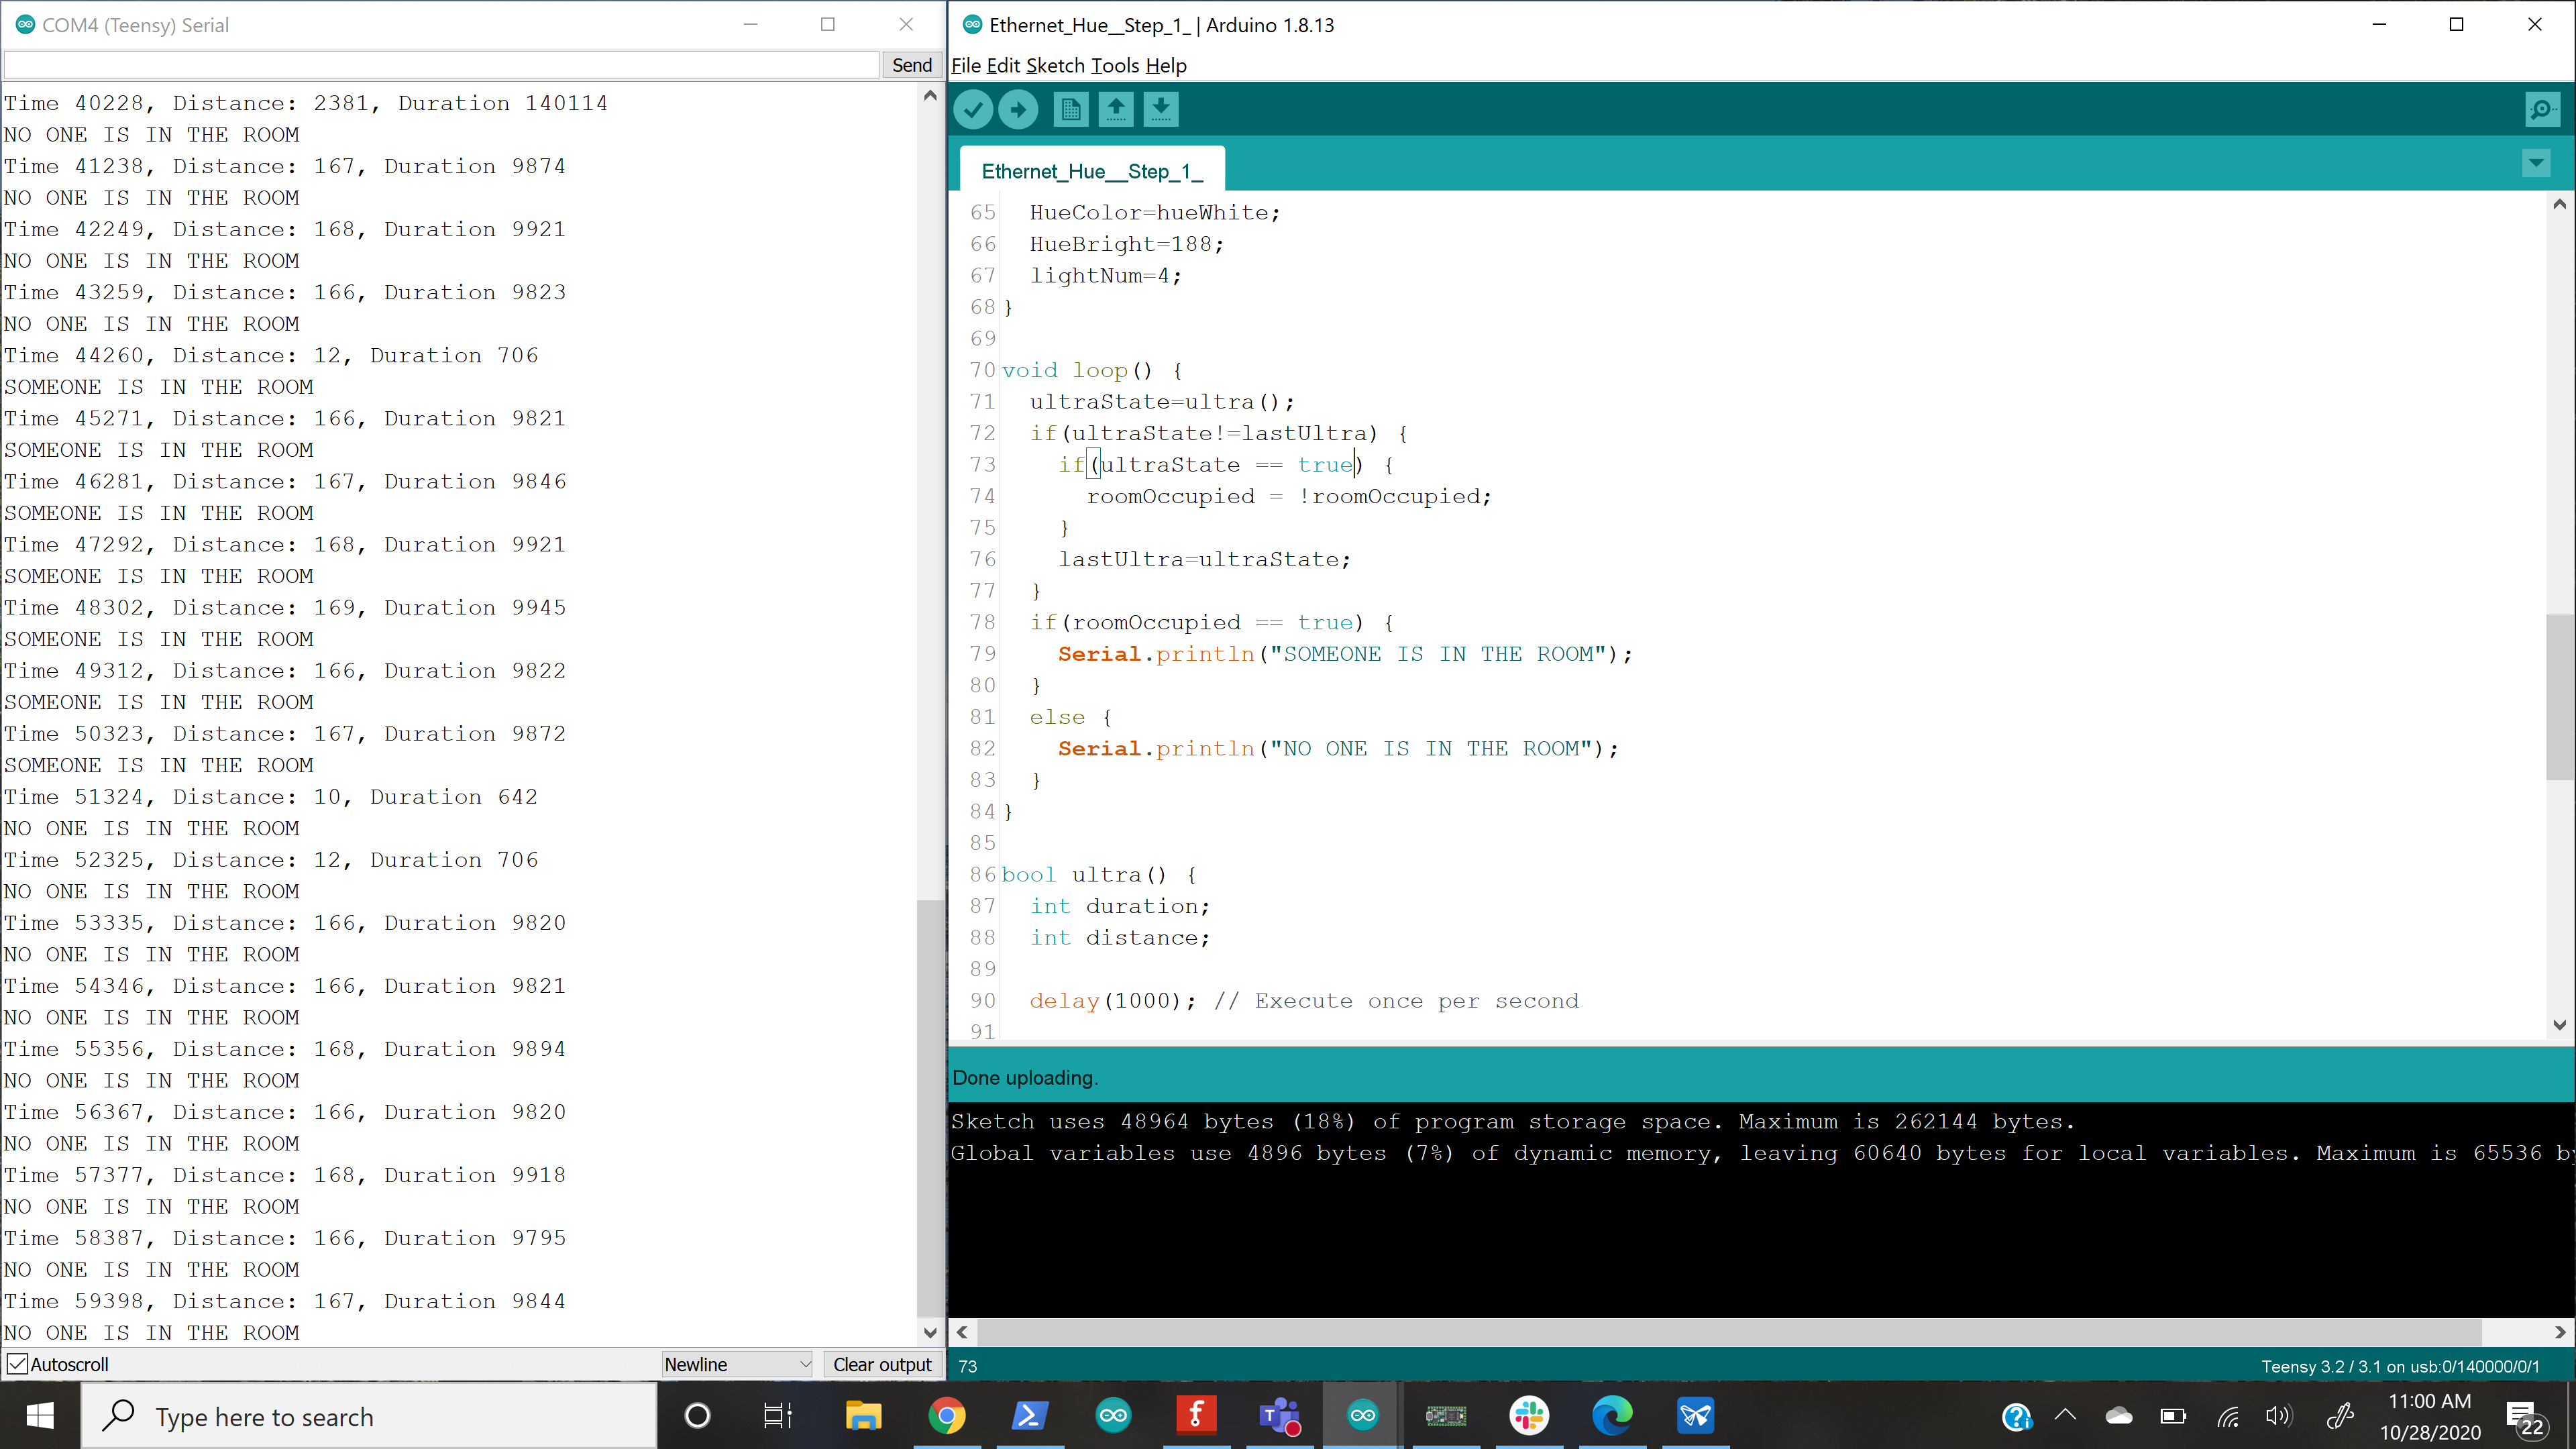 COM4 (Teensy) Serial
Send
Time 40228, Distance: 2381, Duration 140114
NO ONE IS IN THE ROOM
Time 41238, Distance: 167, Duration 9874
NO ONE IS IN THE ROOM
Time 42249, Distance: 168, Duration 9921
NO ONE IS IN THE ROOM
Time 43259, Distance: 166, Duration 9823
NO ONE IS IN THE ROOM
Time 44260, Distance: 12, Duration 706
SOMEONE IS IN THE ROOM
Time 45271, Distance: 166, Duration 9821
SOMEONE IS IN THE ROOM
Time 46281, Distance: 167, Duration 9846
SOMEONE IS IN THE ROOM
Time 47292, Distance: 168, Duration 9921
SOMEONE IS IN THE ROOM
Time 48302, Distance: 169, Duration 9945
SOMEONE IS IN THE ROOM
Time 49312, Distance: 166, Duration 9822
SOMEONE IS IN THE ROOM
Time 50323, Distance: 167, Duration 9872
SOMEONE IS IN THE ROOM
Time 51324, Distance: 10, Duration 642
NO ONE IS IN THE ROOM
Time 52325, Distance: 12, Duration 706
NO ONE IS IN THE ROOM
Time 53335, Distance: 166, Duration 9820
NO ONE IS IN THE ROOM
Time 54346, Distance: 166, Duration 9821
NO ONE IS IN THE ROOM
Time 55356, Distance: 168, Duration 9894
NO ONE IS IN THE ROOM
Time 56367, Distance: 166, Duration 9820
NO ONE IS IN THE ROOM
Time 57377, Distance: 168, Duration 9918
NO ONE IS IN THE ROOM
Time 58387, Distance: 166, Duration 9795
NO ONE IS IN THE ROOM
Time 59398, Distance: 167, Duration 9844
NO ONE IS IN THE ROOM
Autoscroll Newline Clear output
Ethernet_Hue__Step_1_ | Arduino 1.8.13
File Edit Sketch Tools Help
Ethernet_Hue__Step_1_
65 HueColor=hueWhite;
66 HueBright=188;
67 lightNum=4;
68 }
69
70 void loop() {
71 ultraState=ultra();
72 if(ultraState!=lastUltra) {
73 if(ultraState == true) {
74 roomOccupied = !roomOccupied;
75 }
76 lastUltra=ultraState;
77 }
78 if(roomOccupied == true) {
79 Serial.println("SOMEONE IS IN THE ROOM");
80 }
81 else {
82 Serial.println("NO ONE IS IN THE ROOM");
83 }
84 }
85
86 bool ultra() {
87 int duration;
88 int distance;
89
90 delay(1000); // Execute once per second
91
Done uploading.
Sketch uses 48964 bytes (18%) of program storage space. Maximum is 262144 bytes.
Global variables use 4896 bytes (7%) of dynamic memory, leaving 60640 bytes for local variables. Maximum is 65536 by
73 Teensy 3.2 / 3.1 on usb:0/140000/0/1
Type here to search
11:00 AM
10/28/2020
22